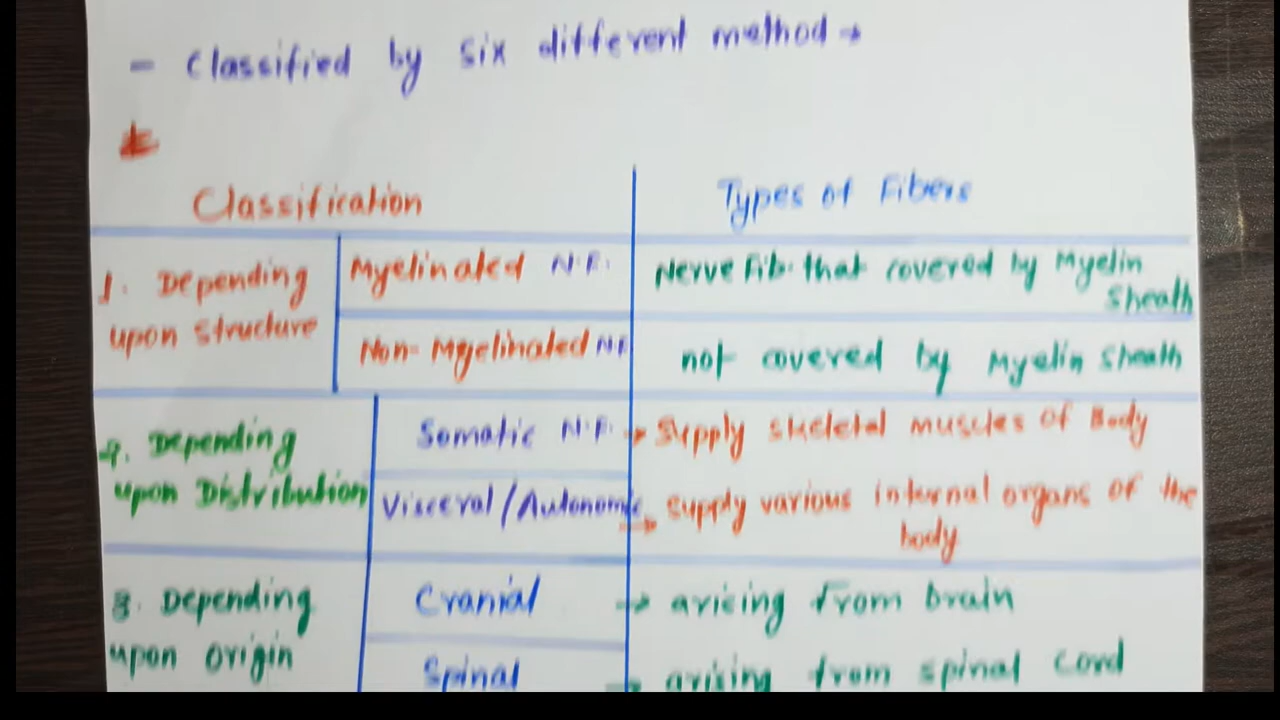 - Classified by six different method →
Classification
Types of Fibers
1. Depending
upon structure
Myelinated N.F.
Nerve Fib. that covered by Myelin
Sheath
Non-Myelinated N.F
not covered by Myelin Sheath
2. Depending
upon Distribution
Somatic N.F.
→ Supply skeletal muscles of Body
Visceral/Autonomic
→ supply various internal organs of the
body
3. Depending
upon origin
Cranial
→ arising from brain
Spinal
→ arising from spinal cord